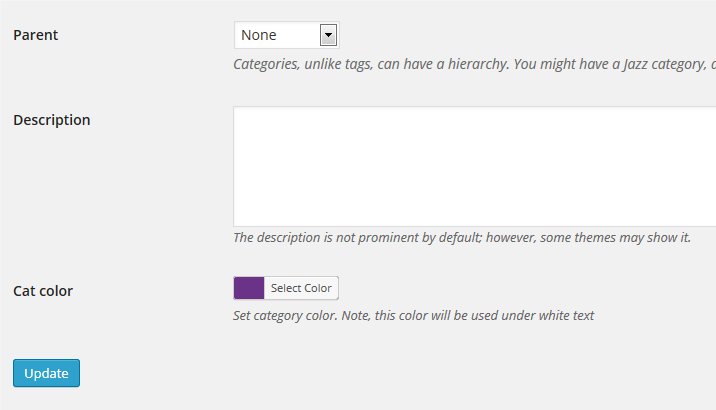 Parent
None
Categories, unlike tags, can have a hierarchy. You might have a Jazz category,
Description
The description is not prominent by default; however, some themes may show it.
Cat color
Select Color
Set category color. Note, this color will be used under white text
Update